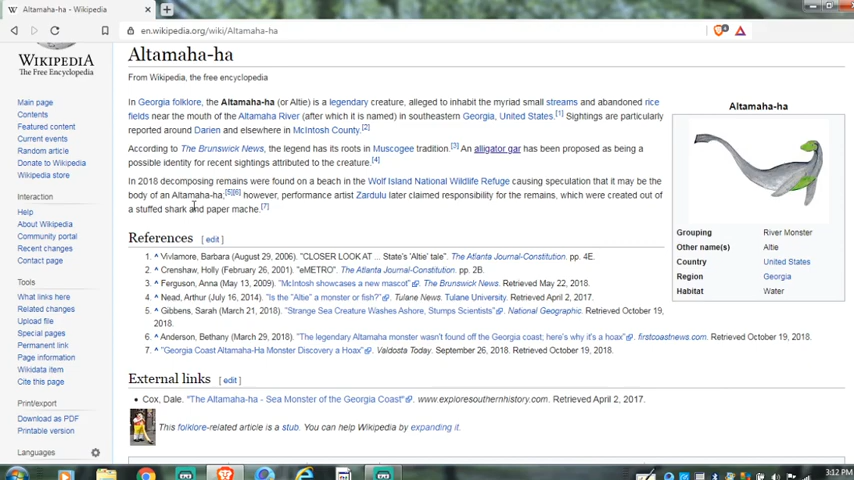 Altamaha-ha - Wikipedia
en.wikipedia.org/wiki/Altamaha-ha
WIKIPEDIA
The Free Encyclopedia
Main page
Contents
Featured content
Current events
Random article
Donate to Wikipedia
Wikipedia store
Interaction
Help
About Wikipedia
Community portal
Recent changes
Contact page
Tools
What links here
Related changes
Upload file
Special pages
Permanent link
Page information
Wikidata item
Cite this page
Print/export
Download as PDF
Printable version
Languages
Altamaha-ha
From Wikipedia, the free encyclopedia
In Georgia folklore, the Altamaha-ha (or Altie) is a legendary creature, alleged to inhabit the myriad small streams and abandoned rice
fields near the mouth of the Altamaha River (after which it is named) in southeastern Georgia, United States.[1] Sightings are particularly
reported around Darien and elsewhere in McIntosh County.[2]
According to The Brunswick News, the legend has its roots in Muscogee tradition.[3] An alligator gar has been proposed as being a
possible identity for recent sightings attributed to the creature.[4]
In 2018 decomposing remains were found on a beach in the Wolf Island National Wildlife Refuge causing speculation that it may be the
body of an Altamaha-ha;[5][6] however, performance artist Zardulu later claimed responsibility for the remains, which were created out of
a stuffed shark and paper mache.[7]
References [ edit ]
1. ^ Vivlamore, Barbara (August 29, 2006). "CLOSER LOOK AT ... State's 'Altie' tale". The Atlanta Journal-Constitution. pp. 4E.
2. ^ Crenshaw, Holly (February 26, 2001). "eMETRO". The Atlanta Journal-Constitution. pp. 2B.
3. ^ Ferguson, Anna (May 13, 2009). "McIntosh showcases a new mascot". The Brunswick News. Retrieved May 22, 2018.
4. ^ Nead, Arthur (July 16, 2014). "Is the "Altie" a monster or fish?". Tulane News. Tulane University. Retrieved April 2, 2017.
5. ^ Gibbens, Sarah (March 21, 2018). "Strange Sea Creature Washes Ashore, Stumps Scientists". National Geographic. Retrieved October 19,
2018.
6. ^ Anderson, Bethany (March 29, 2018). "The legendary Altamaha monster wasn't found off the Georgia coast; here's why it's a hoax". firstcoastnews.com. Retrieved October 19, 2018.
7. ^ "Georgia Coast Altamaha-Ha Monster Discovery a Hoax". Valdosta Today. September 26, 2018. Retrieved October 19, 2018.
External links [ edit ]
• Cox, Dale. "The Altamaha-ha - Sea Monster of the Georgia Coast". www.exploresouthernhistory.com. Retrieved April 2, 2017.
This folklore-related article is a stub. You can help Wikipedia by expanding it.
Altamaha-ha
Grouping River Monster
Other name(s) Altie
Country United States
Region Georgia
Habitat Water
3:12 PM